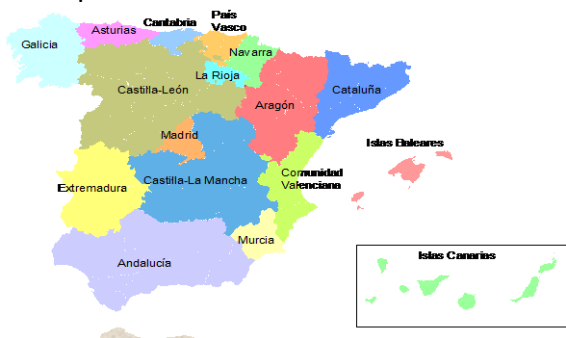 País
Vasco
Cantabria
Asturias
Galicia
Navarra
La Rioja
Castilla-León
Cataluña
Aragón
Madrid
Islas Baleares
Comunidad
Valenciana
Castilla-La Mancha
Extremadura
Murcia
Islas Canarias
Andalucía